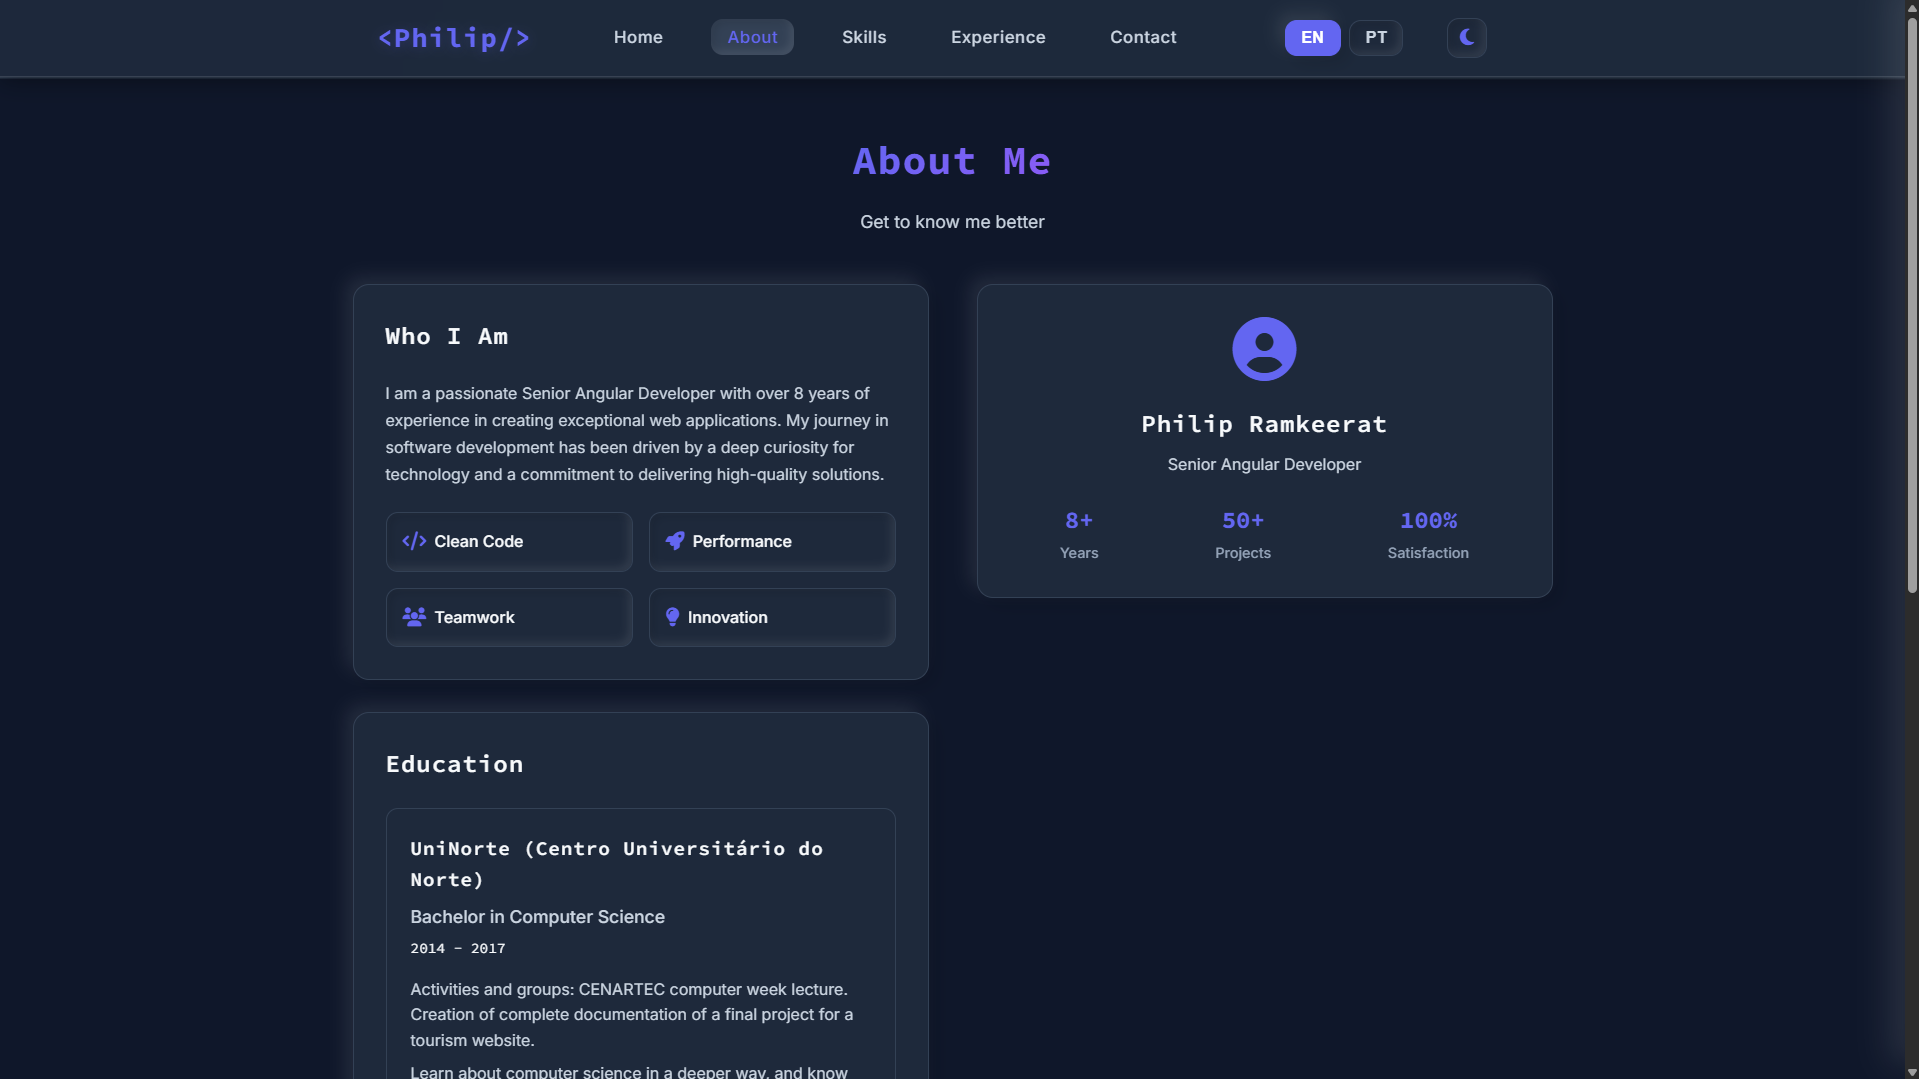 <Philip/>
Home
About
Skills
Experience
Contact
EN
PT
About Me
Get to know me better
Who I Am
I am a passionate Senior Angular Developer with over 8 years of
experience in creating exceptional web applications. My journey in
software development has been driven by a deep curiosity for
technology and a commitment to delivering high-quality solutions.
Clean Code
Performance
Teamwork
Innovation
Philip Ramkeerat
Senior Angular Developer
8+
Years
50+
Projects
100%
Satisfaction
Education
UniNorte (Centro Universitário do
Norte)
Bachelor in Computer Science
2014 - 2017
Activities and groups: CENARTEC computer week lecture.
Creation of complete documentation of a final project for a
tourism website.
Learn about computer science in a deeper way, and know